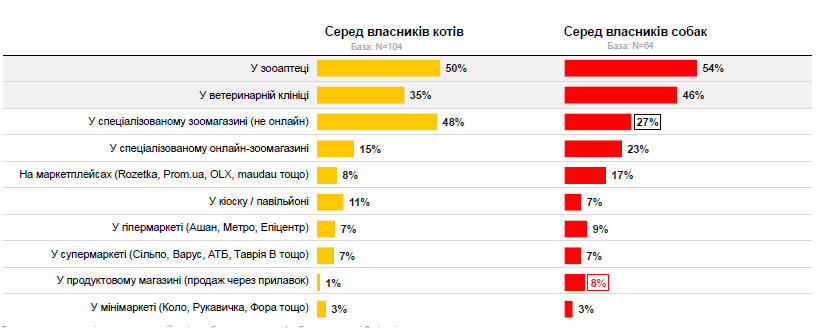 Серед власників котів Серед власників собак
База: N=104 База: N=64
У зооаптеці 50% 54%
У ветеринарній клініці 35% 46%
У спеціалізованому зоомагазині (не онлайн) 48% 27%
У спеціалізованому онлайн-зоомагазині 15% 23%
На маркетплейсах (Rozetka, Prom.ua, OLX, maudau тощо) 8% 17%
У кіоску / павільйоні 11% 7%
У гіпермаркеті (Ашан, Метро, Епіцентр) 7% 9%
У супермаркеті (Сільпо, Варус, АТБ, Таврія В тощо) 7% 7%
У продуктовому магазині (продаж через прилавок) 1% 8%
У мінімаркеті (Коло, Рукавичка, Фора тощо) 3% 3%